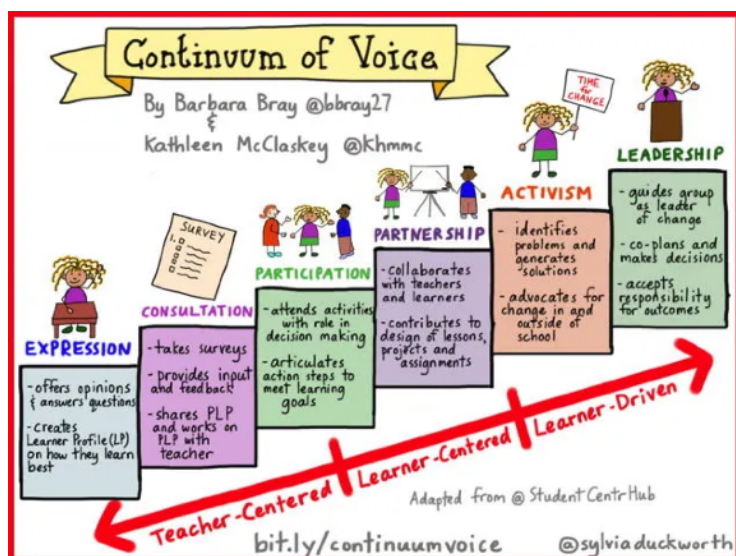 Continuum of Voice
By Barbara Bray @bbray27
&
Kathleen McClaskey @khmmc
EXPRESSION
- offers opinions
& answers questions
- creates
Learner Profile (LP)
on how they learn
best
SURVEY
1.
CONSULTATION
- takes surveys
- provides input
and feedback
- shares PLP
and works on
PLP with
teacher
PARTICIPATION
- attends activities
with role in
decision making
- articulates
action steps to
meet learning
goals
PARTNERSHIP
- collaborates
with teachers
and learners
- contributes to
design of lessons,
projects and
assignments
TIME
for
CHANGE
ACTIVISM
- identifies
problems and
generates
solutions
- advocates for
change in and
outside of
school
LEADERSHIP
- guides group
as leader
of change
- co-plans and
makes decisions
- accepts
responsibility
for outcomes
Teacher-Centered
Learner-Centered
Learner-Driven
Adapted from @StudentCentrHub
bit.ly/continuumvoice
@sylviaduckworth